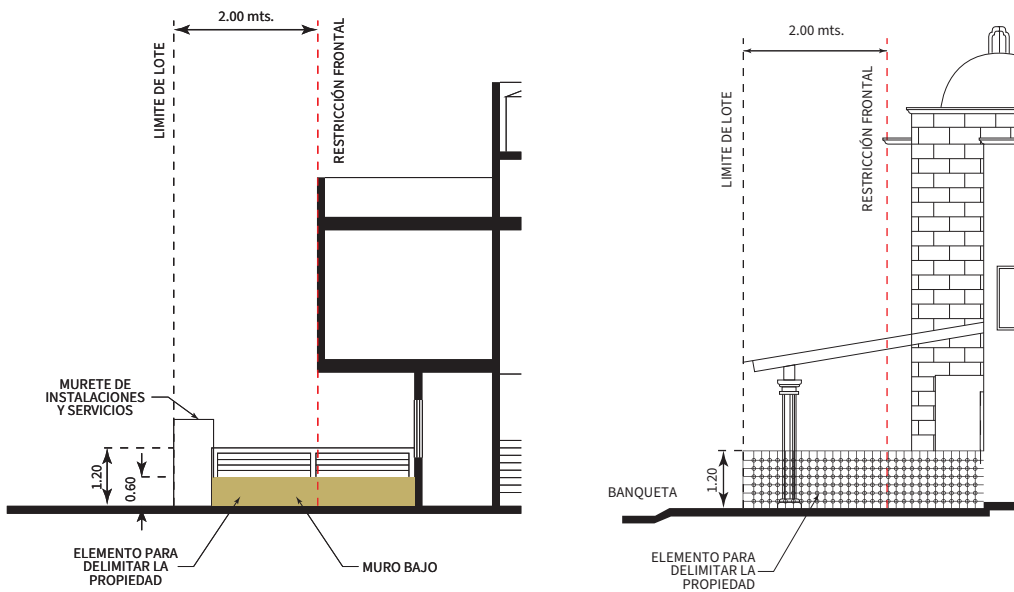 2.00 mts.
LIMITE DE LOTE
RESTRICCIÓN FRONTAL
MURETE DE
INSTALACIONES
Y SERVICIOS
1.20
0.60
ELEMENTO PARA
DELIMITAR LA
PROPIEDAD
MURO BAJO
2.00 mts.
LIMITE DE LOTE
RESTRICCIÓN FRONTAL
BANQUETA
1.20
ELEMENTO PARA
DELIMITAR LA
PROPIEDAD